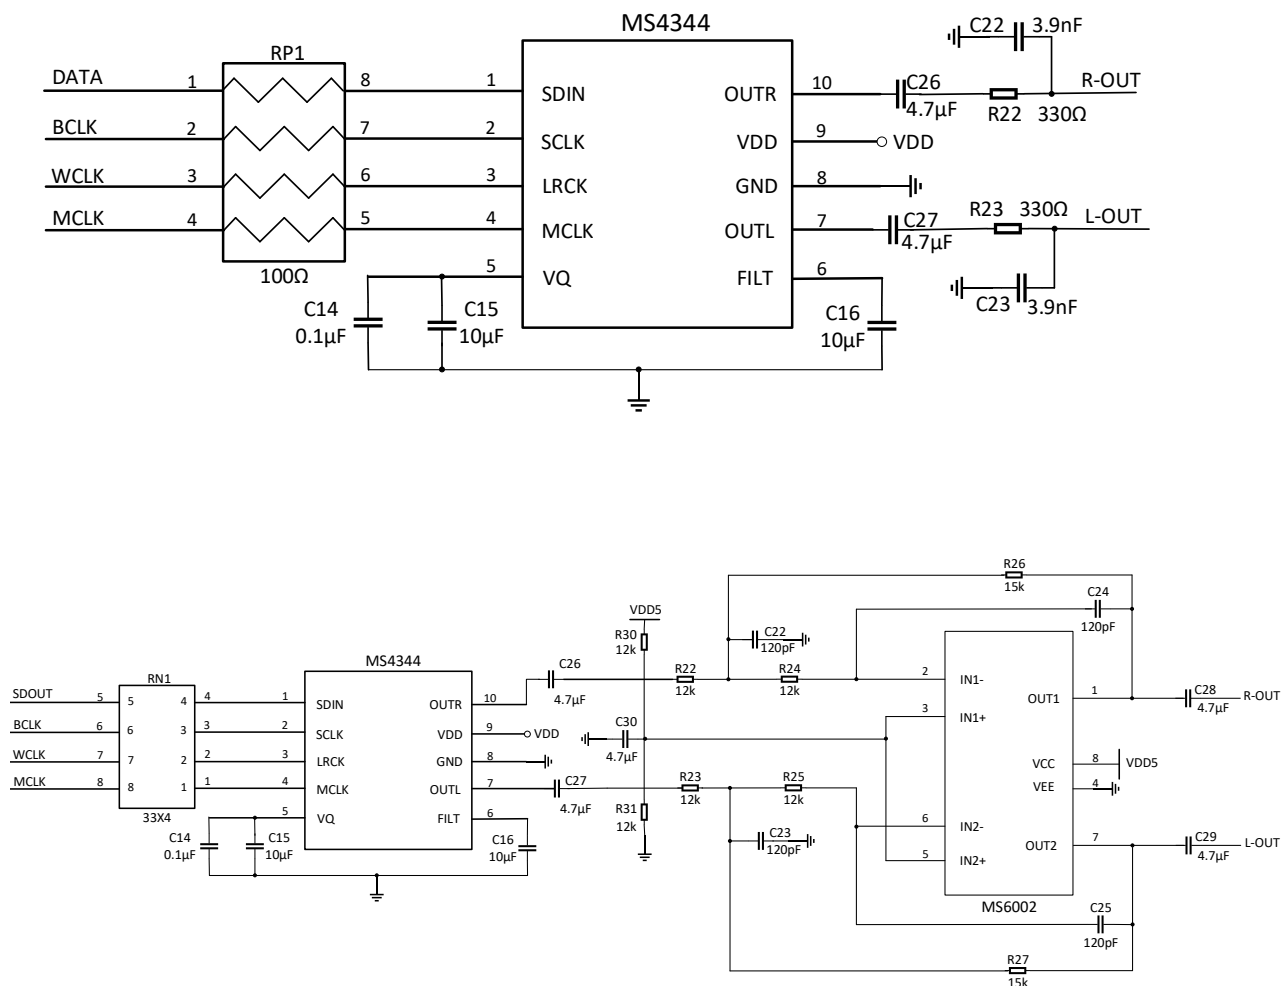 MS4344
C22 3.9nF
RP1
DATA 1 8 1 SDIN OUTR 10 C26 R-OUT
4.7μF R22 330Ω
BCLK 2 7 2 SCLK VDD 9 VDD
WCLK 3 6 3 LRCK GND 8
MCLK 4 5 4 MCLK OUTL 7 C27 R23 330Ω L-OUT
4.7μF
100Ω 5 VQ FILT 6
C14 C15 C16 C23 3.9nF
0.1μF 10μF 10μF
R26
15k
C24
120pF
VDD5
R30
12k
C22
120pF
MS4344
C26
4.7μF
R22 R24
12k 12k
RN1
SDOUT 5 5 4 4 1 SDIN OUTR 10
BCLK 6 6 3 3 2 SCLK VDD 9 VDD
WCLK 7 7 2 2 3 LRCK GND 8
MCLK 8 8 1 1 4 MCLK OUTL 7 C27
4.7μF
33X4
5 VQ FILT 6
C14 C15 C16
0.1μF 10μF 10μF
C30
4.7μF
R31
12k
R23 R25
12k 12k
C23
120pF
2 IN1-
OUT1 1 C28 R-OUT
4.7μF
3 IN1+
VCC 8 VDD5
VEE 4
6 IN2-
OUT2 7 C29 L-OUT
4.7μF
5 IN2+
MS6002
C25
120pF
R27
15k